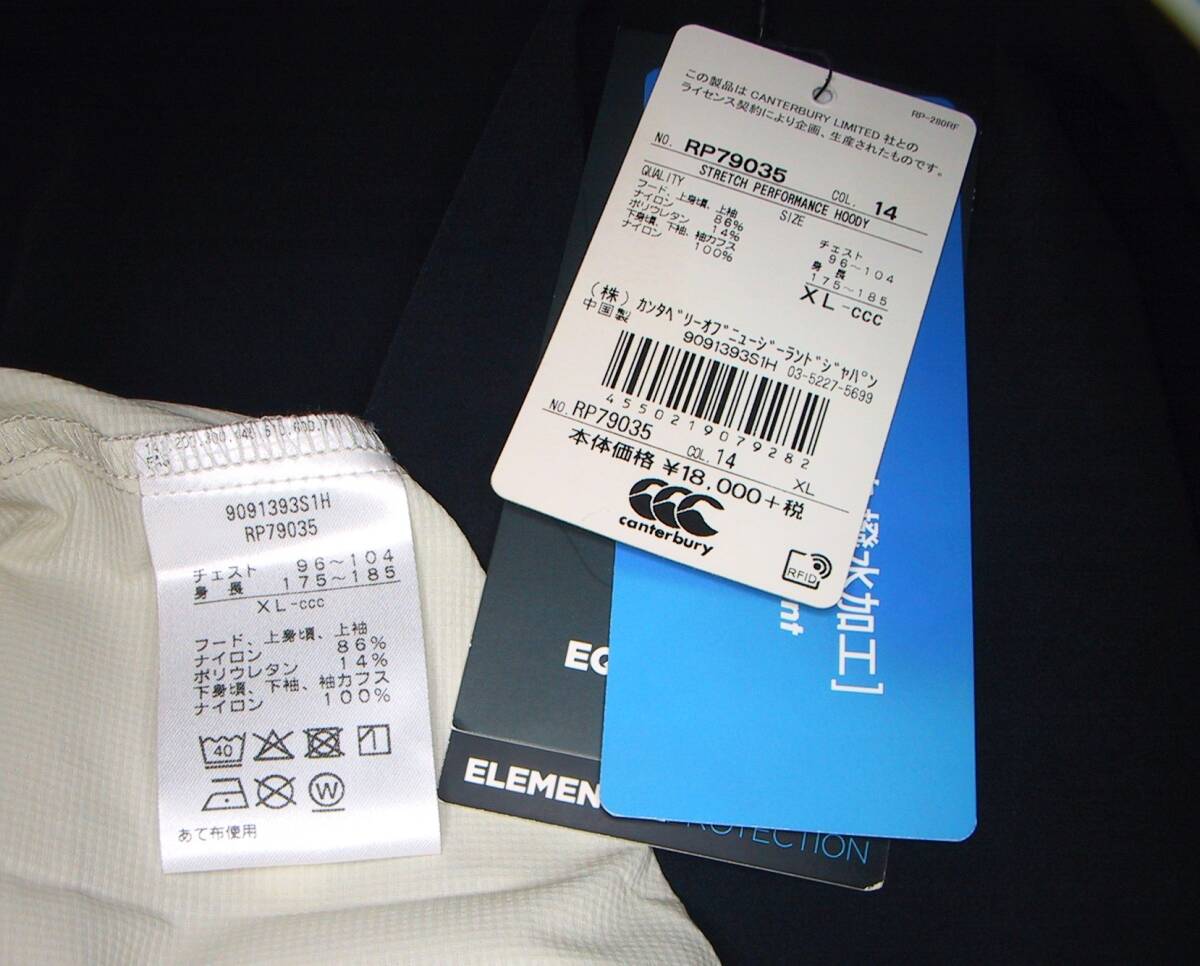 この製品は CANTERBURY LIMITED 社との
ライセンス契約により企画、生産されたものです。
RP-280RF
NO. RP79035 COL. 14
STRETCH PERFORMANCE HOODY
QUALITY
フード、上身頃、上袖
ナイロン 86%
ポリウレタン 14%
下身頃、下袖、袖カフス
ナイロン 100%
SIZE
チェスト
96~104
身長
175~185
XL-ccc
(株)カンタベリーオブニュージーランドジャパン
中国製
9091393S1H 03-5227-5699
4550219079282
NO. RP79035 COL. 14 XL
本体価格 ¥18,000+税
canterbury
RFID
撥水加工]
nt
EQ
ELEMEN
PROTECTION
9091393S1H
RP79035
チェスト 96~104
身長 175~185
XL-ccc
フード、上身頃、上袖
ナイロン 86%
ポリウレタン 14%
下身頃、下袖、袖カフス
ナイロン 100%
40
W
あて布使用